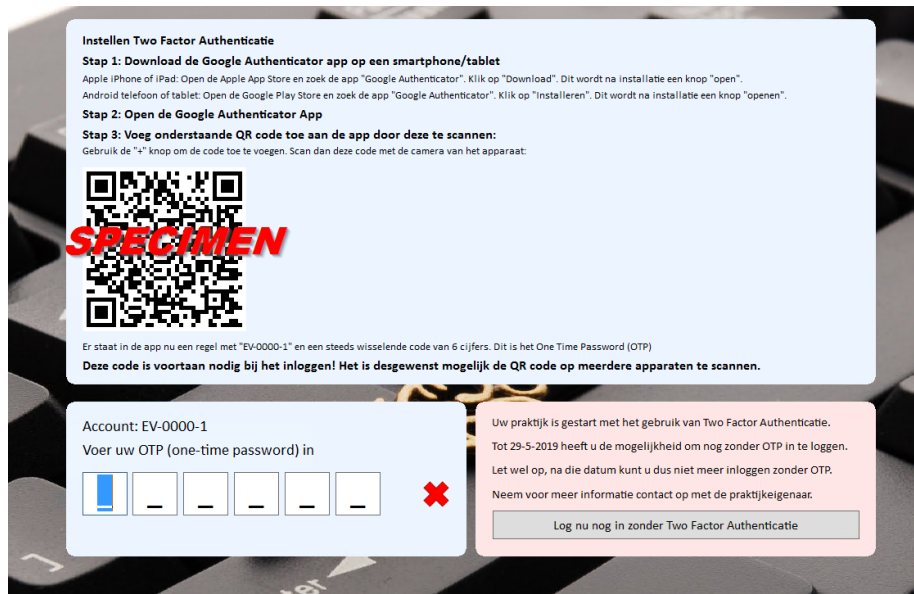 Instellen Two Factor Authenticatie
Stap 1: Download de Google Authenticator app op een smartphone/tablet
Apple iPhone of iPad: Open de Apple App Store en zoek de app "Google Authenticator". Klik op "Download". Dit wordt na installatie een knop "open".
Android telefoon of tablet: Open de Google Play Store en zoek de app "Google Authenticator". Klik op "Installeren". Dit wordt na installatie een knop "openen".
Stap 2: Open de Google Authenticator App
Stap 3: Voeg onderstaande QR code toe aan de app door deze te scannen:
Gebruik de "+" knop om de code toe te voegen. Scan dan deze code met de camera van het apparaat:
SPECIMEN
Er staat in de app nu een regel met "EV-0000-1" en een steeds wisselende code van 6 cijfers. Dit is het One Time Password (OTP)
Deze code is voortaan nodig bij het inloggen! Het is desgewenst mogelijk de QR code op meerdere apparaten te scannen.
Account: EV-0000-1
Voer uw OTP (one-time password) in
Uw praktijk is gestart met het gebruik van Two Factor Authenticatie.
Tot 29-5-2019 heeft u de mogelijkheid om nog zonder OTP in te loggen.
Let wel op, na die datum kunt u dus niet meer inloggen zonder OTP.
Neem voor meer informatie contact op met de praktijkeigenaar.
Log nu nog in zonder Two Factor Authenticatie